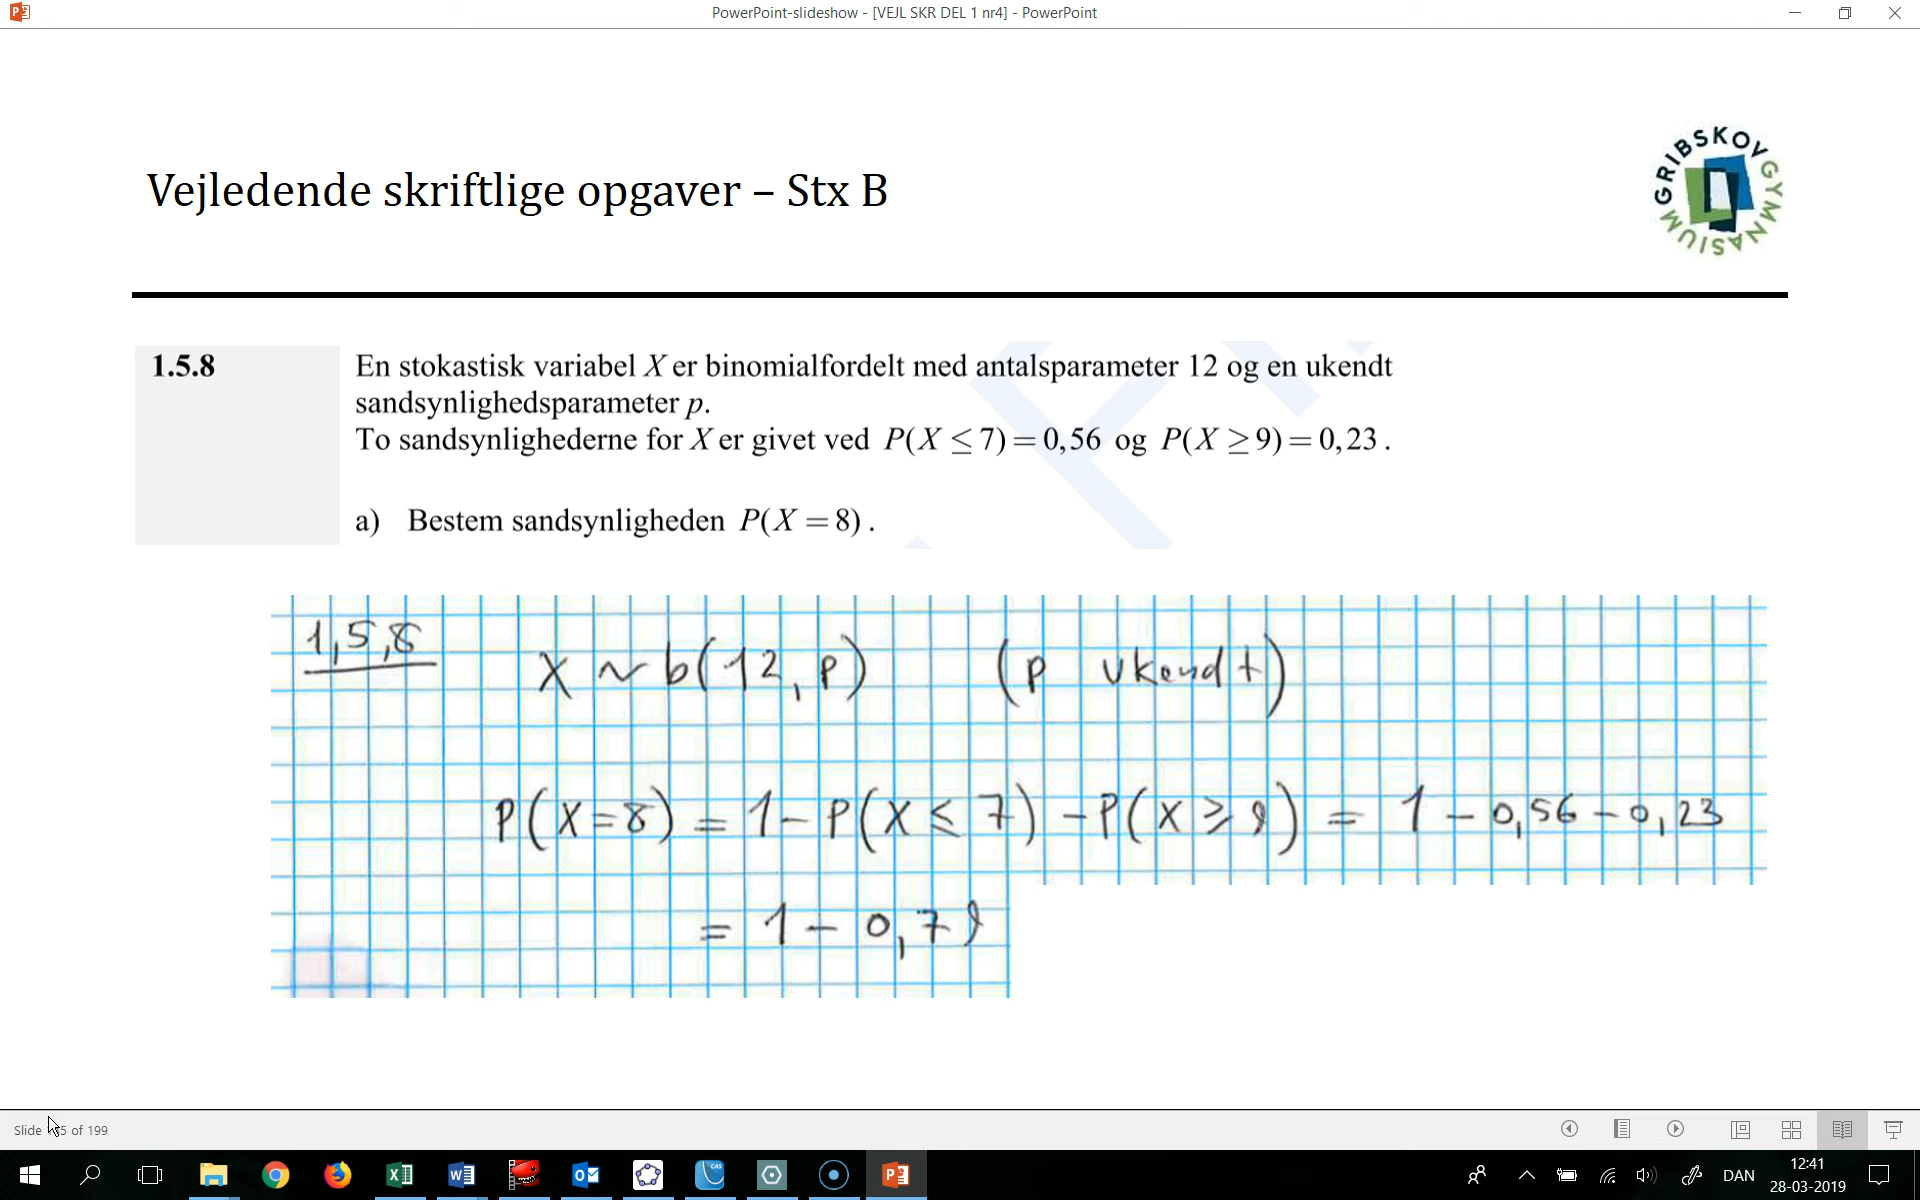 PowerPoint-slideshow - [VEJL SKR DEL 1 nr4] - PowerPoint
GRIBSKOV GYMNASIUM
Vejledende skriftlige opgaver – Stx B
1.5.8
En stokastisk variabel X er binomialfordelt med antalsparameter 12 og en ukendt
sandsynlighedsparameter p.
To sandsynlighederne for X er givet ved P(X ≤ 7) = 0,56 og P(X ≥ 9) = 0,23.
a) Bestem sandsynligheden P(X = 8).
1,5,8
X ~ b(12, p) (p ukendt)
P(X=8) = 1 - P(X ≤ 7) - P(X ≥ 9) = 1 - 0,56 - 0,23
= 1 - 0,79
Slide 5 of 199
DAN
12:41
28-03-2019